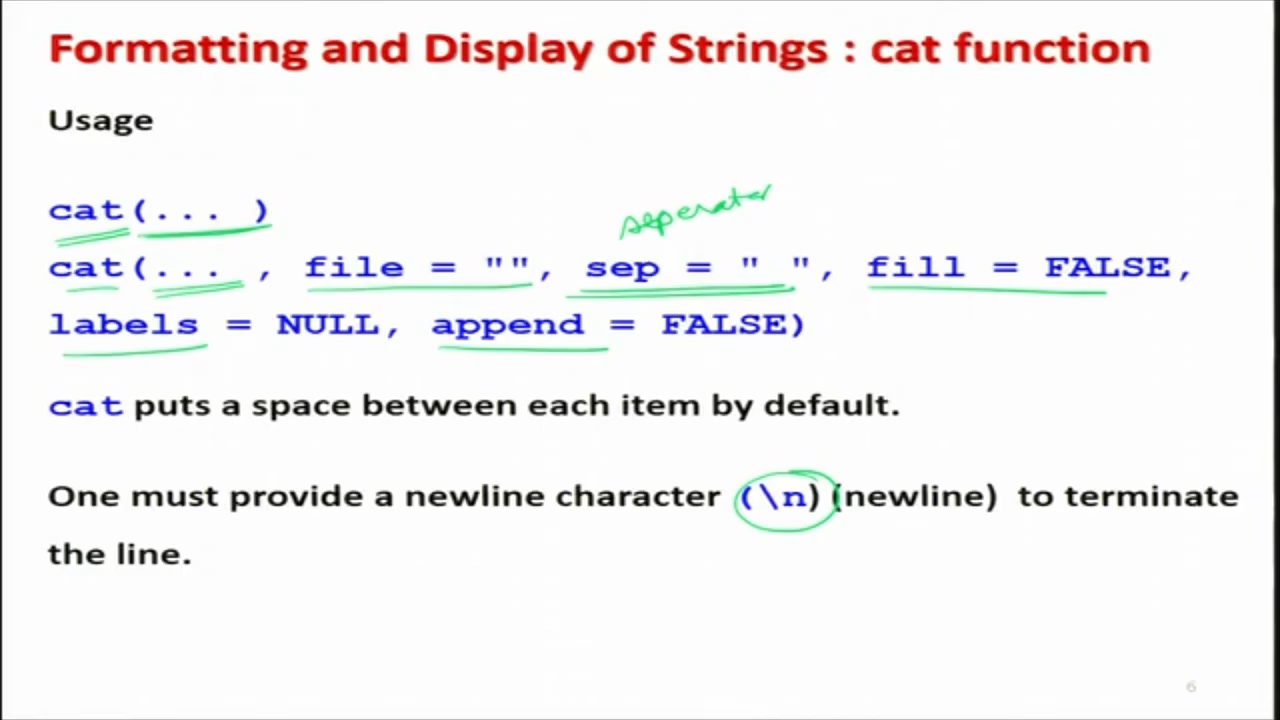 Formatting and Display of Strings : cat function
Usage
cat(... )
seperator
cat(... , file = "", sep = " ", fill = FALSE,
labels = NULL, append = FALSE)
cat puts a space between each item by default.
One must provide a newline character (\n) (newline) to terminate
the line.
6